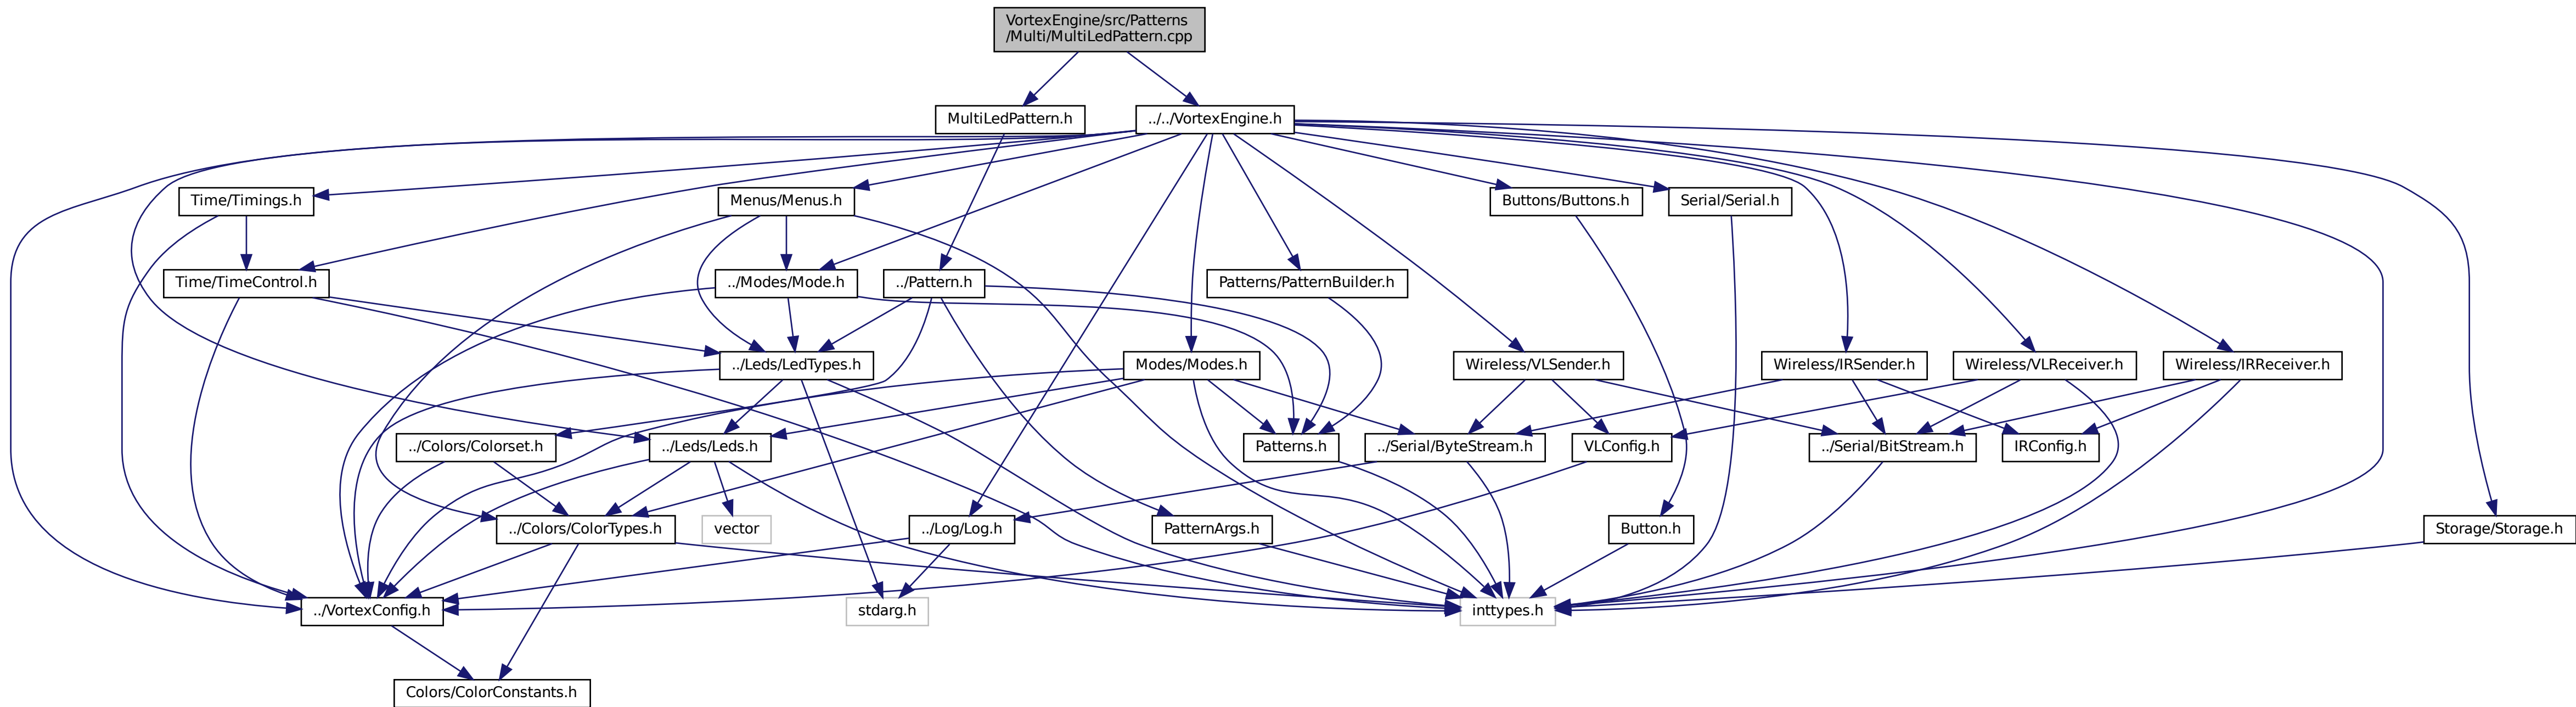 VortexEngine/src/Patterns
/Multi/MultiLedPattern.cpp
MultiLedPattern.h
../../VortexEngine.h
Time/Timings.h
Menus/Menus.h
Buttons/Buttons.h
Serial/Serial.h
Time/TimeControl.h
../Modes/Mode.h
../Pattern.h
Patterns/PatternBuilder.h
../Leds/LedTypes.h
Modes/Modes.h
Wireless/VLSender.h
Wireless/IRSender.h
Wireless/VLReceiver.h
Wireless/IRReceiver.h
../Colors/Colorset.h
../Leds/Leds.h
Patterns.h
../Serial/ByteStream.h
VLConfig.h
../Serial/BitStream.h
IRConfig.h
../Colors/ColorTypes.h
vector
../Log/Log.h
PatternArgs.h
Button.h
Storage/Storage.h
../VortexConfig.h
stdarg.h
inttypes.h
Colors/ColorConstants.h